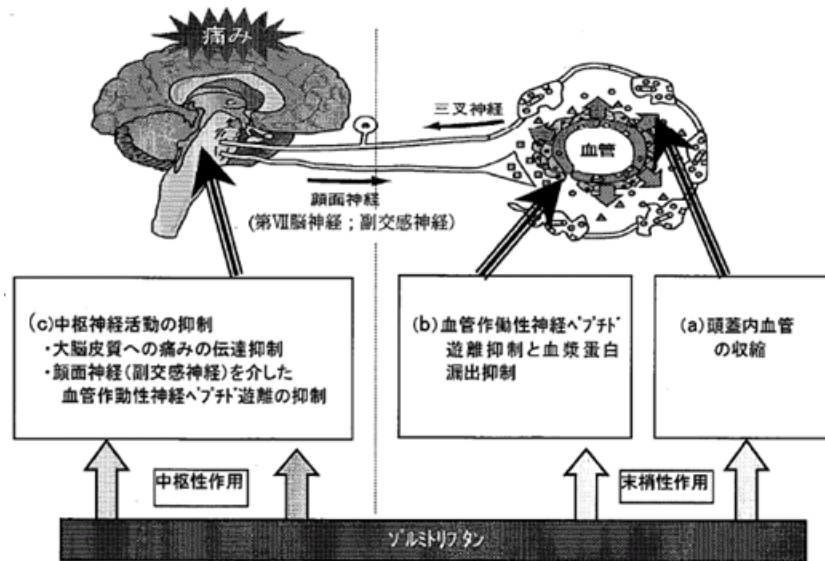 痛み
三叉神経
血管
顔面神経
(第Ⅶ脳神経；副交感神経)
(c)中枢神経活動の抑制
・大脳皮質への痛みの伝達抑制
・顔面神経(副交感神経)を介した
血管作動性神経ペプチド遊離の抑制
(b)血管作働性神経ペプチド
遊離抑制と血漿蛋白
漏出抑制
(a)頭蓋内血管
の収縮
中枢性作用
末梢性作用
ゾルミトリプタン